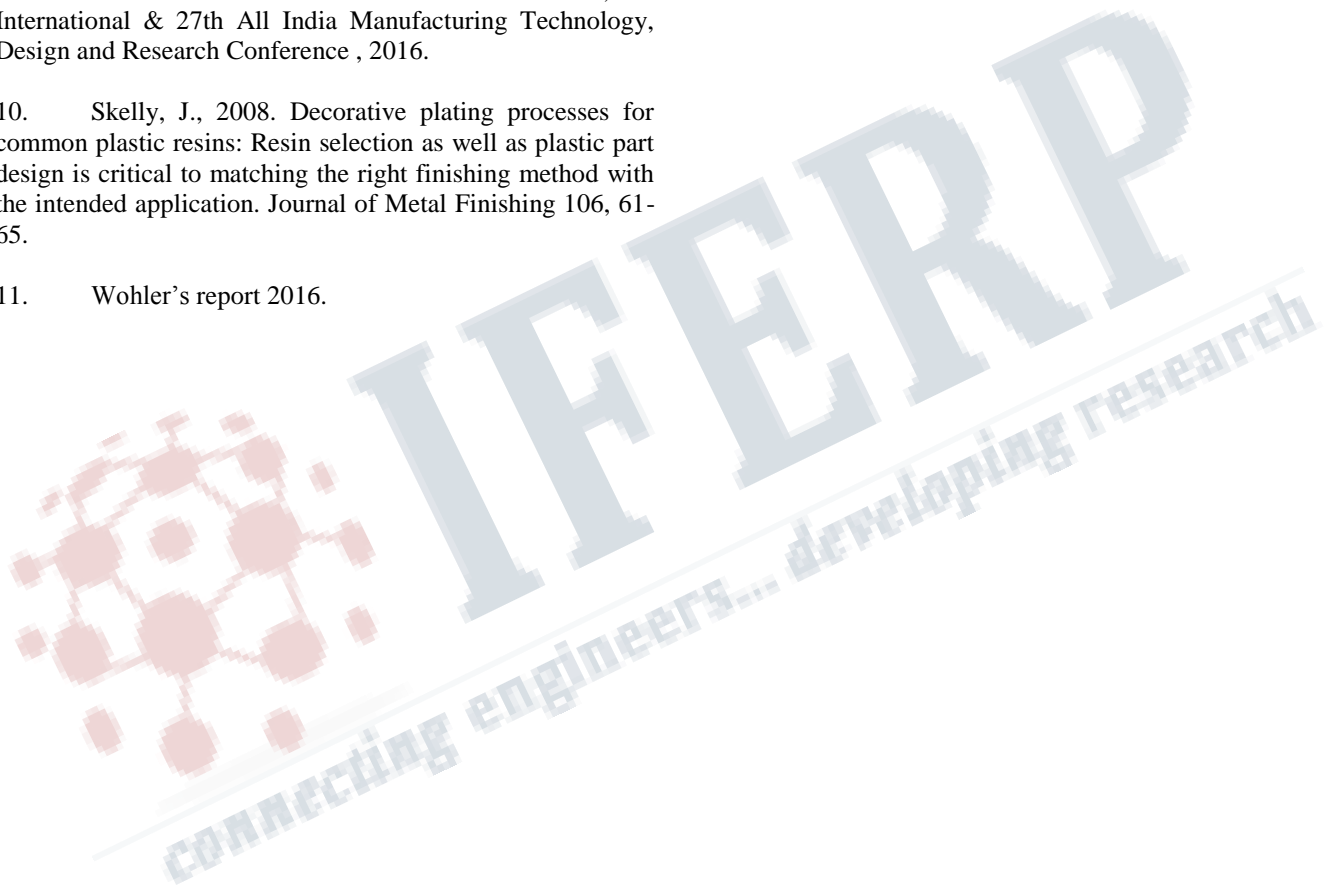 International & 27th All India Manufacturing Technology,
Design and Research Conference , 2016.
10. Skelly, J., 2008. Decorative plating processes for
common plastic resins: Resin selection as well as plastic part
design is critical to matching the right finishing method with
the intended application. Journal of Metal Finishing 106, 61-
65.
11. Wohler's report 2016.
IFERP
connecting engineers... developing research